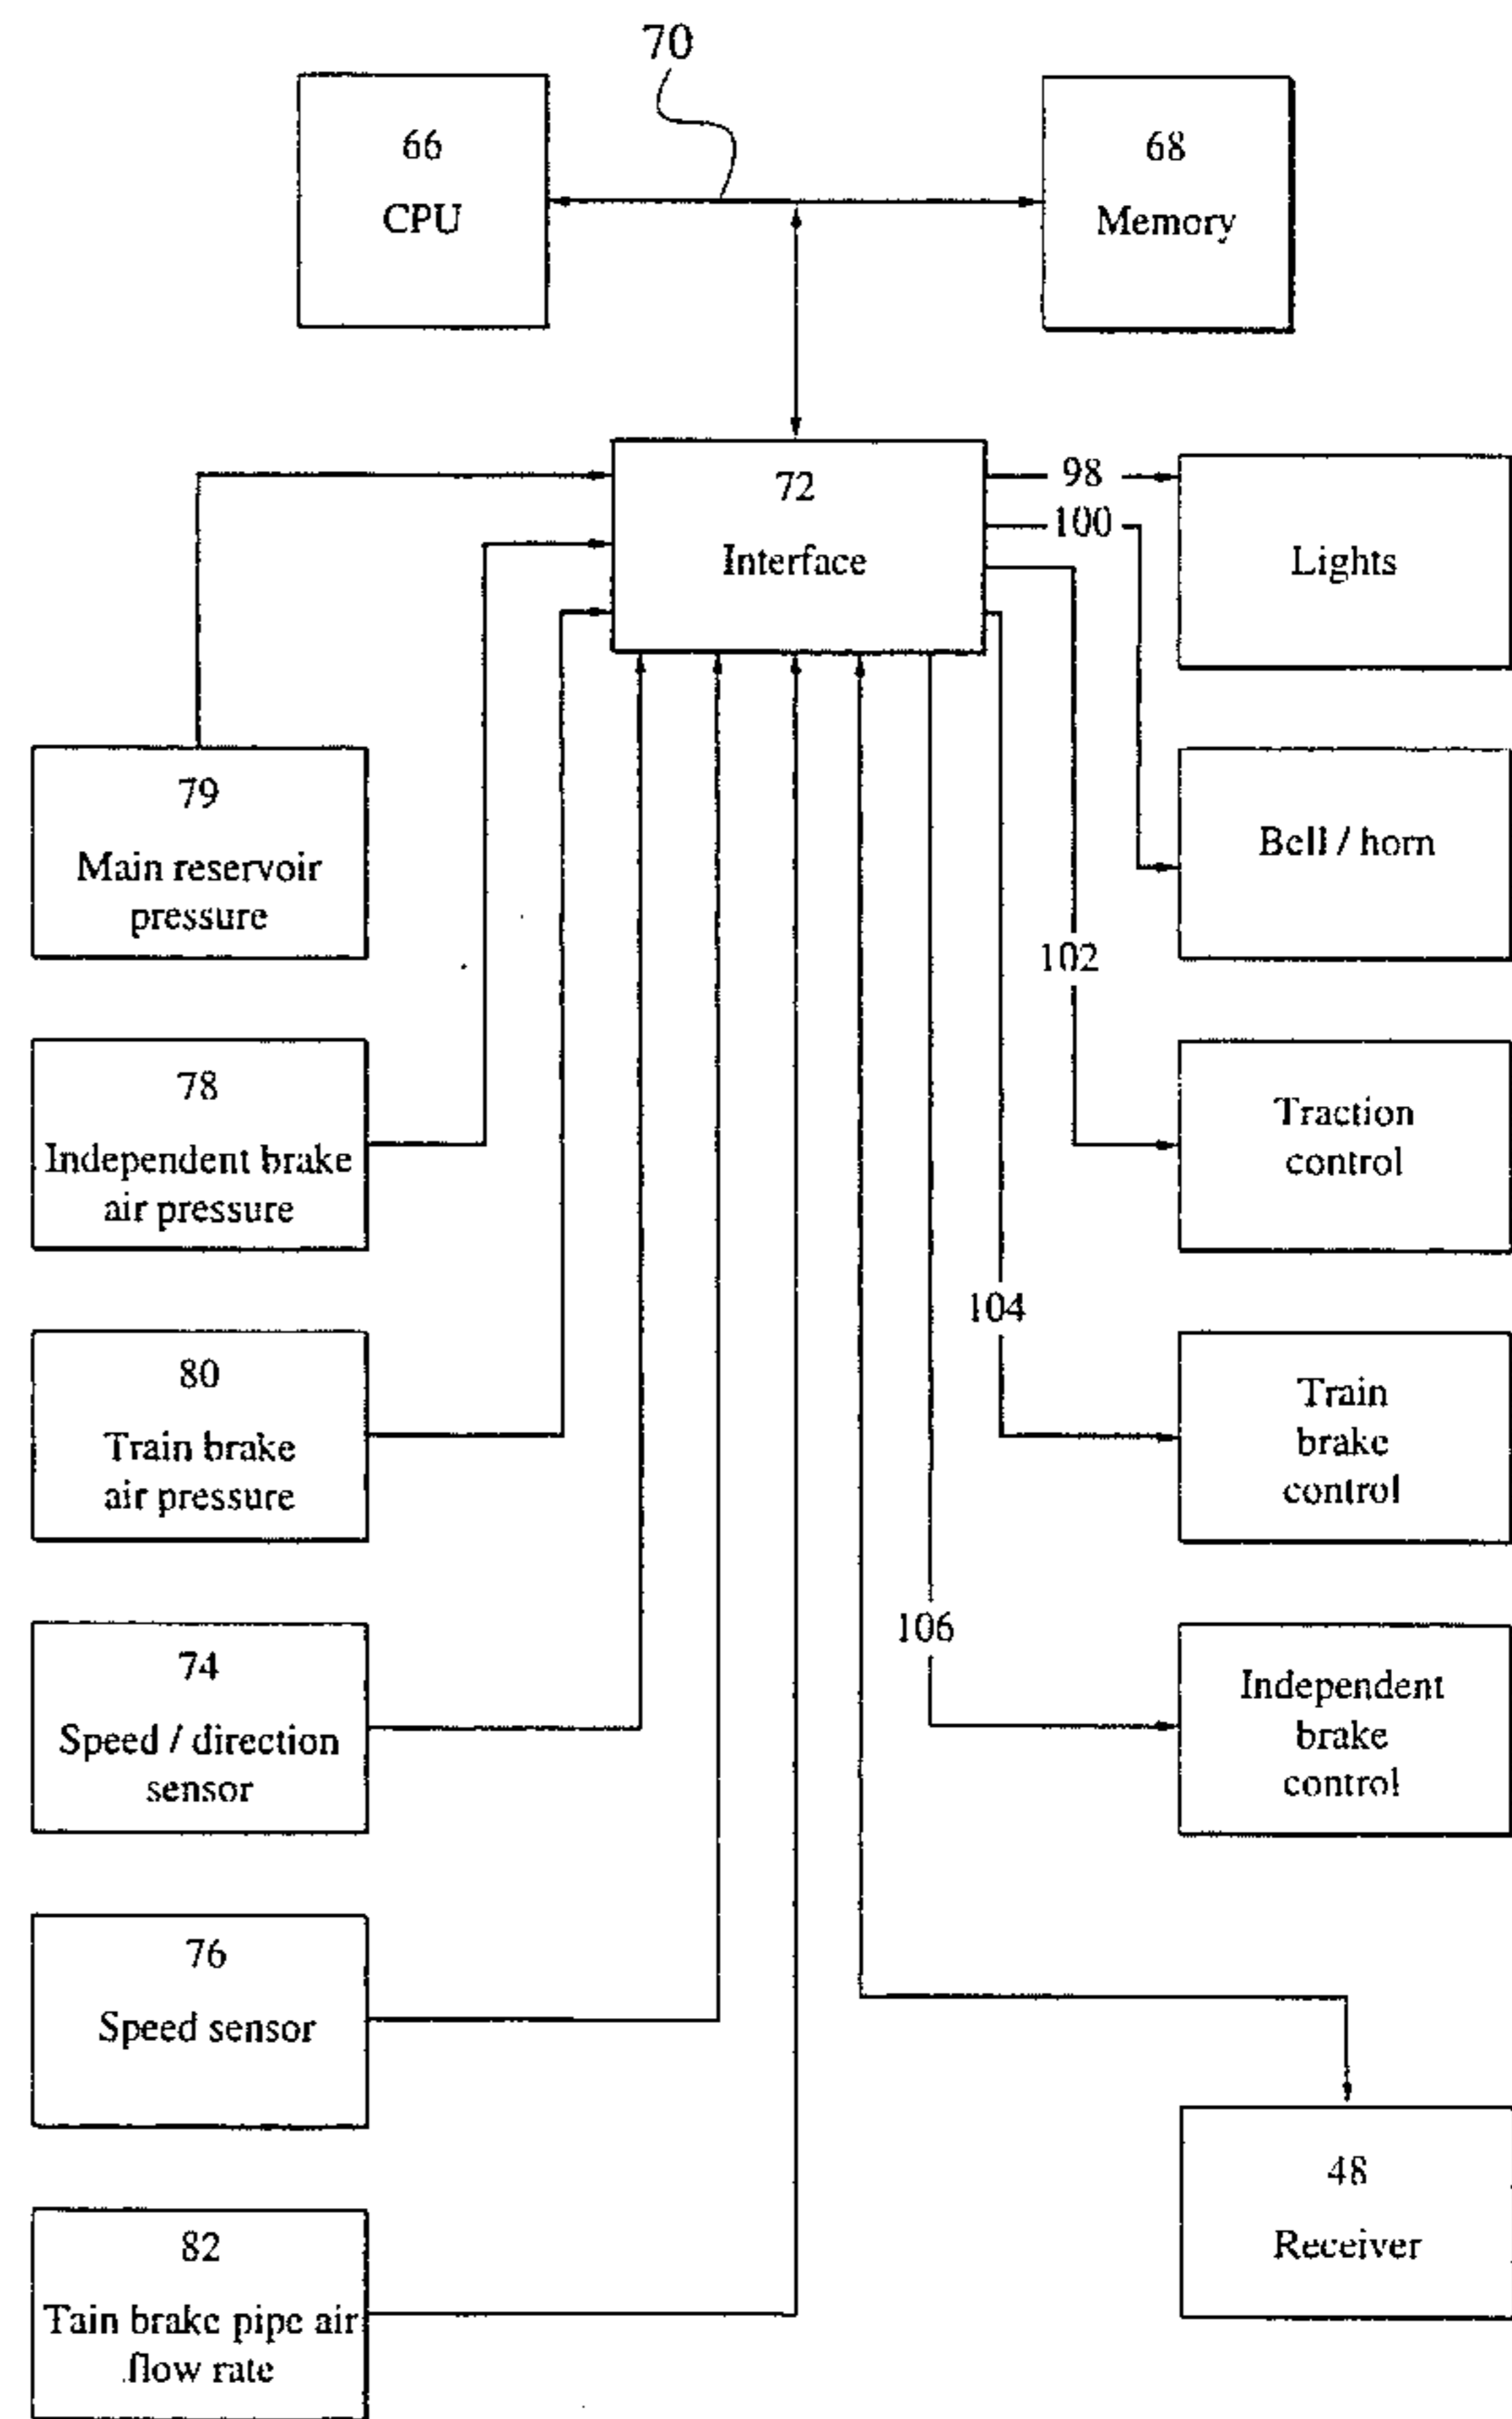 70
66
CPU
68
Memory
72
Interface
98
100
102
104
106
Lights
Bell / horn
Traction
control
Train
brake
control
Independent
brake
control
48
Receiver
79
Main reservoir
pressure
78
Independent brake
air pressure
80
Train brake
air pressure
74
Speed / direction
sensor
76
Speed sensor
82
Tain brake pipe air
flow rate